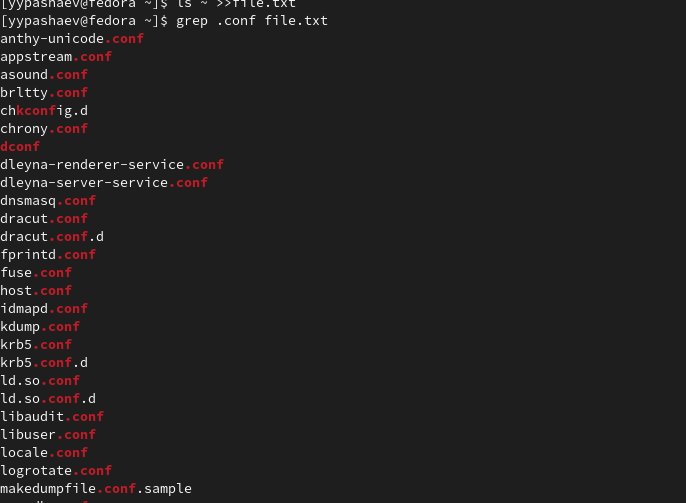 [yypashaev@fedora ~]$ ls ~ >>file.txt
[yypashaev@fedora ~]$ grep .conf file.txt
anthy-unicode.conf
appstream.conf
asound.conf
brltty.conf
chkconfig.d
chrony.conf
dconf
dleyna-renderer-service.conf
dleyna-server-service.conf
dnsmasq.conf
dracut.conf
dracut.conf.d
fprintd.conf
fuse.conf
host.conf
idmapd.conf
kdump.conf
krb5.conf
krb5.conf.d
ld.so.conf
ld.so.conf.d
libaudit.conf
libuser.conf
locale.conf
logrotate.conf
makedumpfile.conf.sample